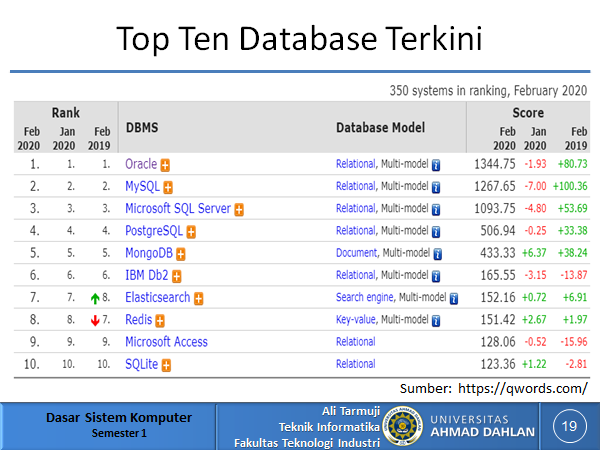 Top Ten Database Terkini
350 systems in ranking, February 2020
Rank Score
Feb 2020 Jan 2020 Feb 2019 DBMS Database Model Feb 2020 Jan 2020 Feb 2019
1. 1. 1. Oracle Relational, Multi-model 1344.75 -1.93 +80.73
2. 2. 2. MySQL Relational, Multi-model 1267.65 -7.00 +100.36
3. 3. 3. Microsoft SQL Server Relational, Multi-model 1093.75 -4.80 +53.69
4. 4. 4. PostgreSQL Relational, Multi-model 506.94 -0.25 +33.38
5. 5. 5. MongoDB Document, Multi-model 433.33 +6.37 +38.24
6. 6. 6. IBM Db2 Relational, Multi-model 165.55 -3.15 -13.87
7. 7. 8. Elasticsearch Search engine, Multi-model 152.16 +0.72 +6.91
8. 8. 7. Redis Key-value, Multi-model 151.42 +2.67 +1.97
9. 9. 9. Microsoft Access Relational 128.06 -0.52 -15.96
10. 10. 10. SQLite Relational 123.36 +1.22 -2.81
Sumber: https://qwords.com/
Dasar Sistem Komputer
Semester 1
Ali Tarmuji
Teknik Informatika
Fakultas Teknologi Industri
UNIVERSITAS
AHMAD DAHLAN
19